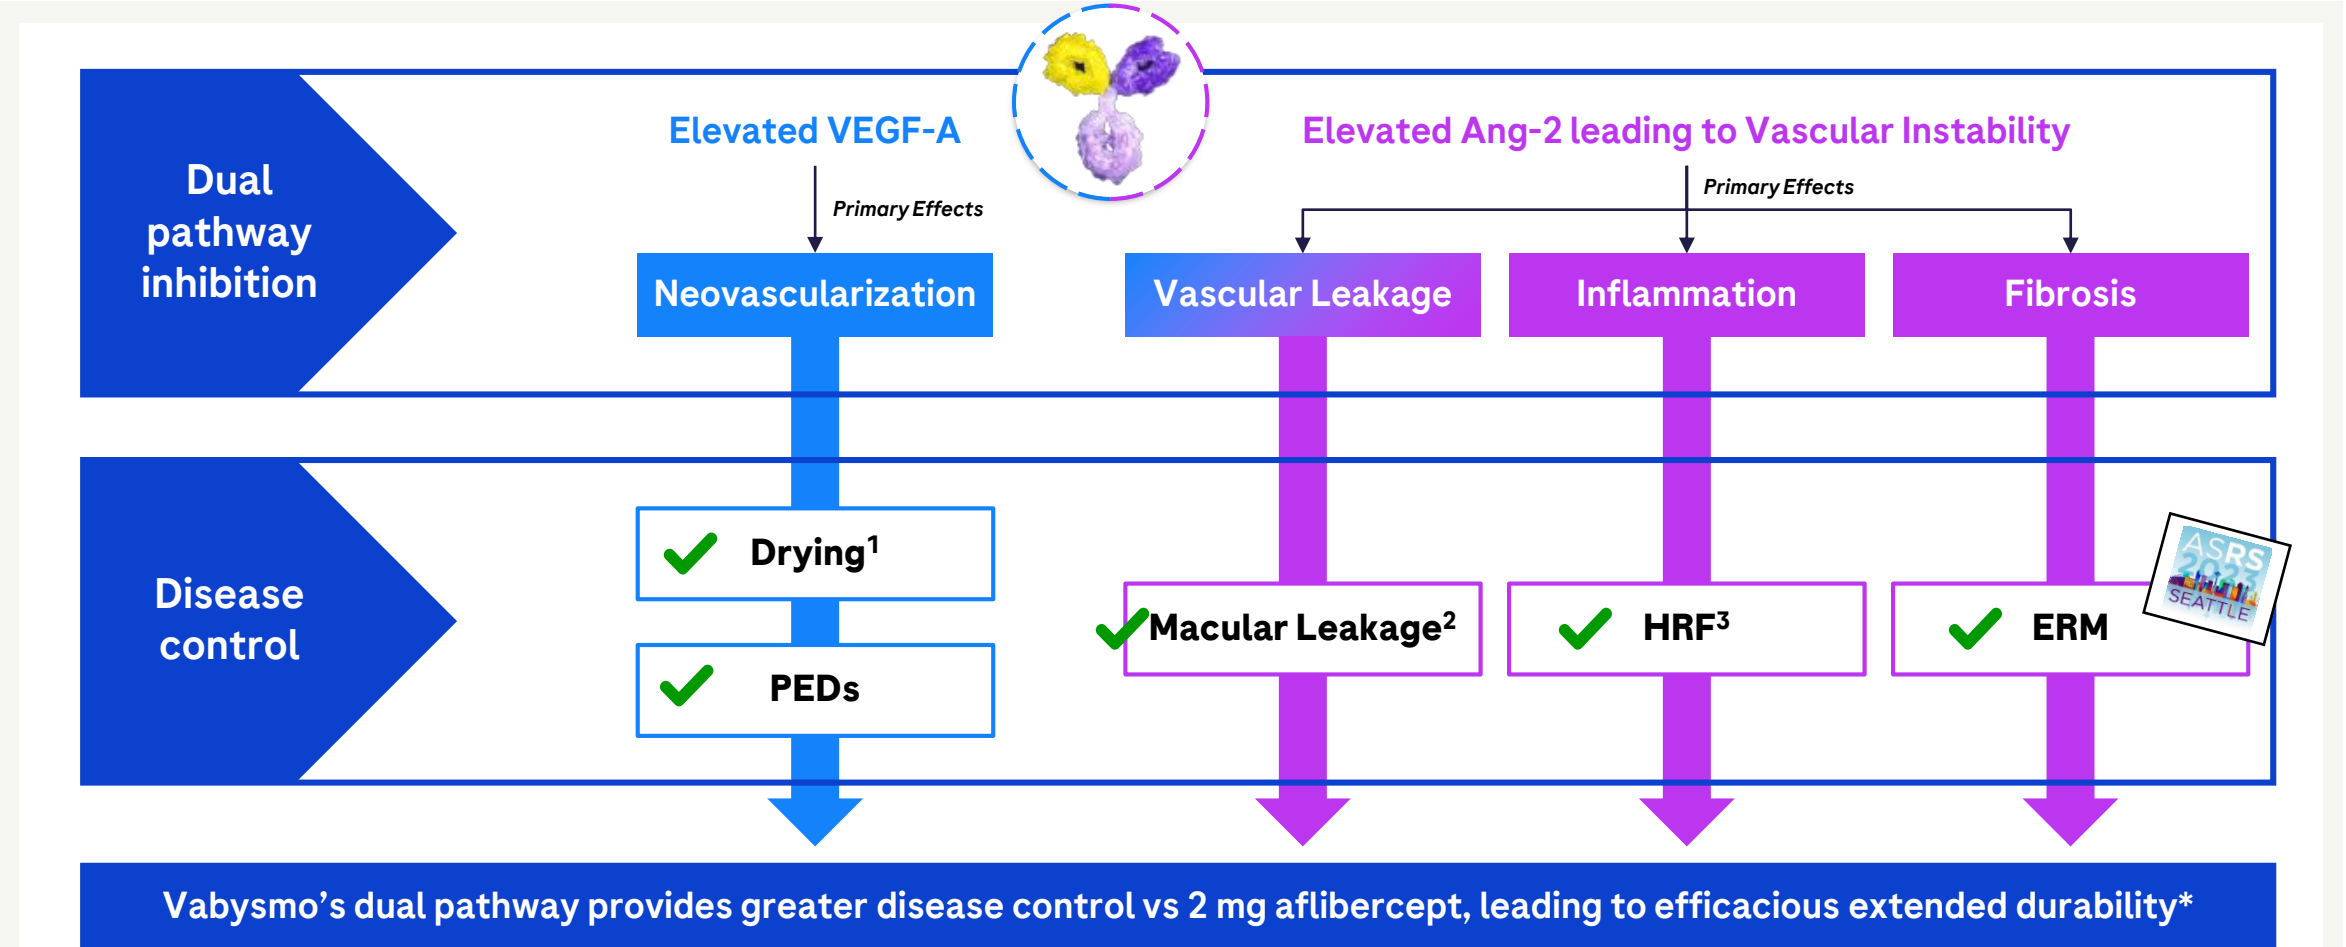 Elevated VEGF-A
Elevated Ang-2 leading to Vascular Instability
Dual
pathway
inhibition
Primary Effects
Primary Effects
Neovascularization
Vascular Leakage
Inflammation
Fibrosis
Disease
control
Drying¹
PEDs
Macular Leakage²
HRF³
ERM
ASRS
2023
SEATTLE
Vabysmo’s dual pathway provides greater disease control vs 2 mg aflibercept, leading to efficacious extended durability*